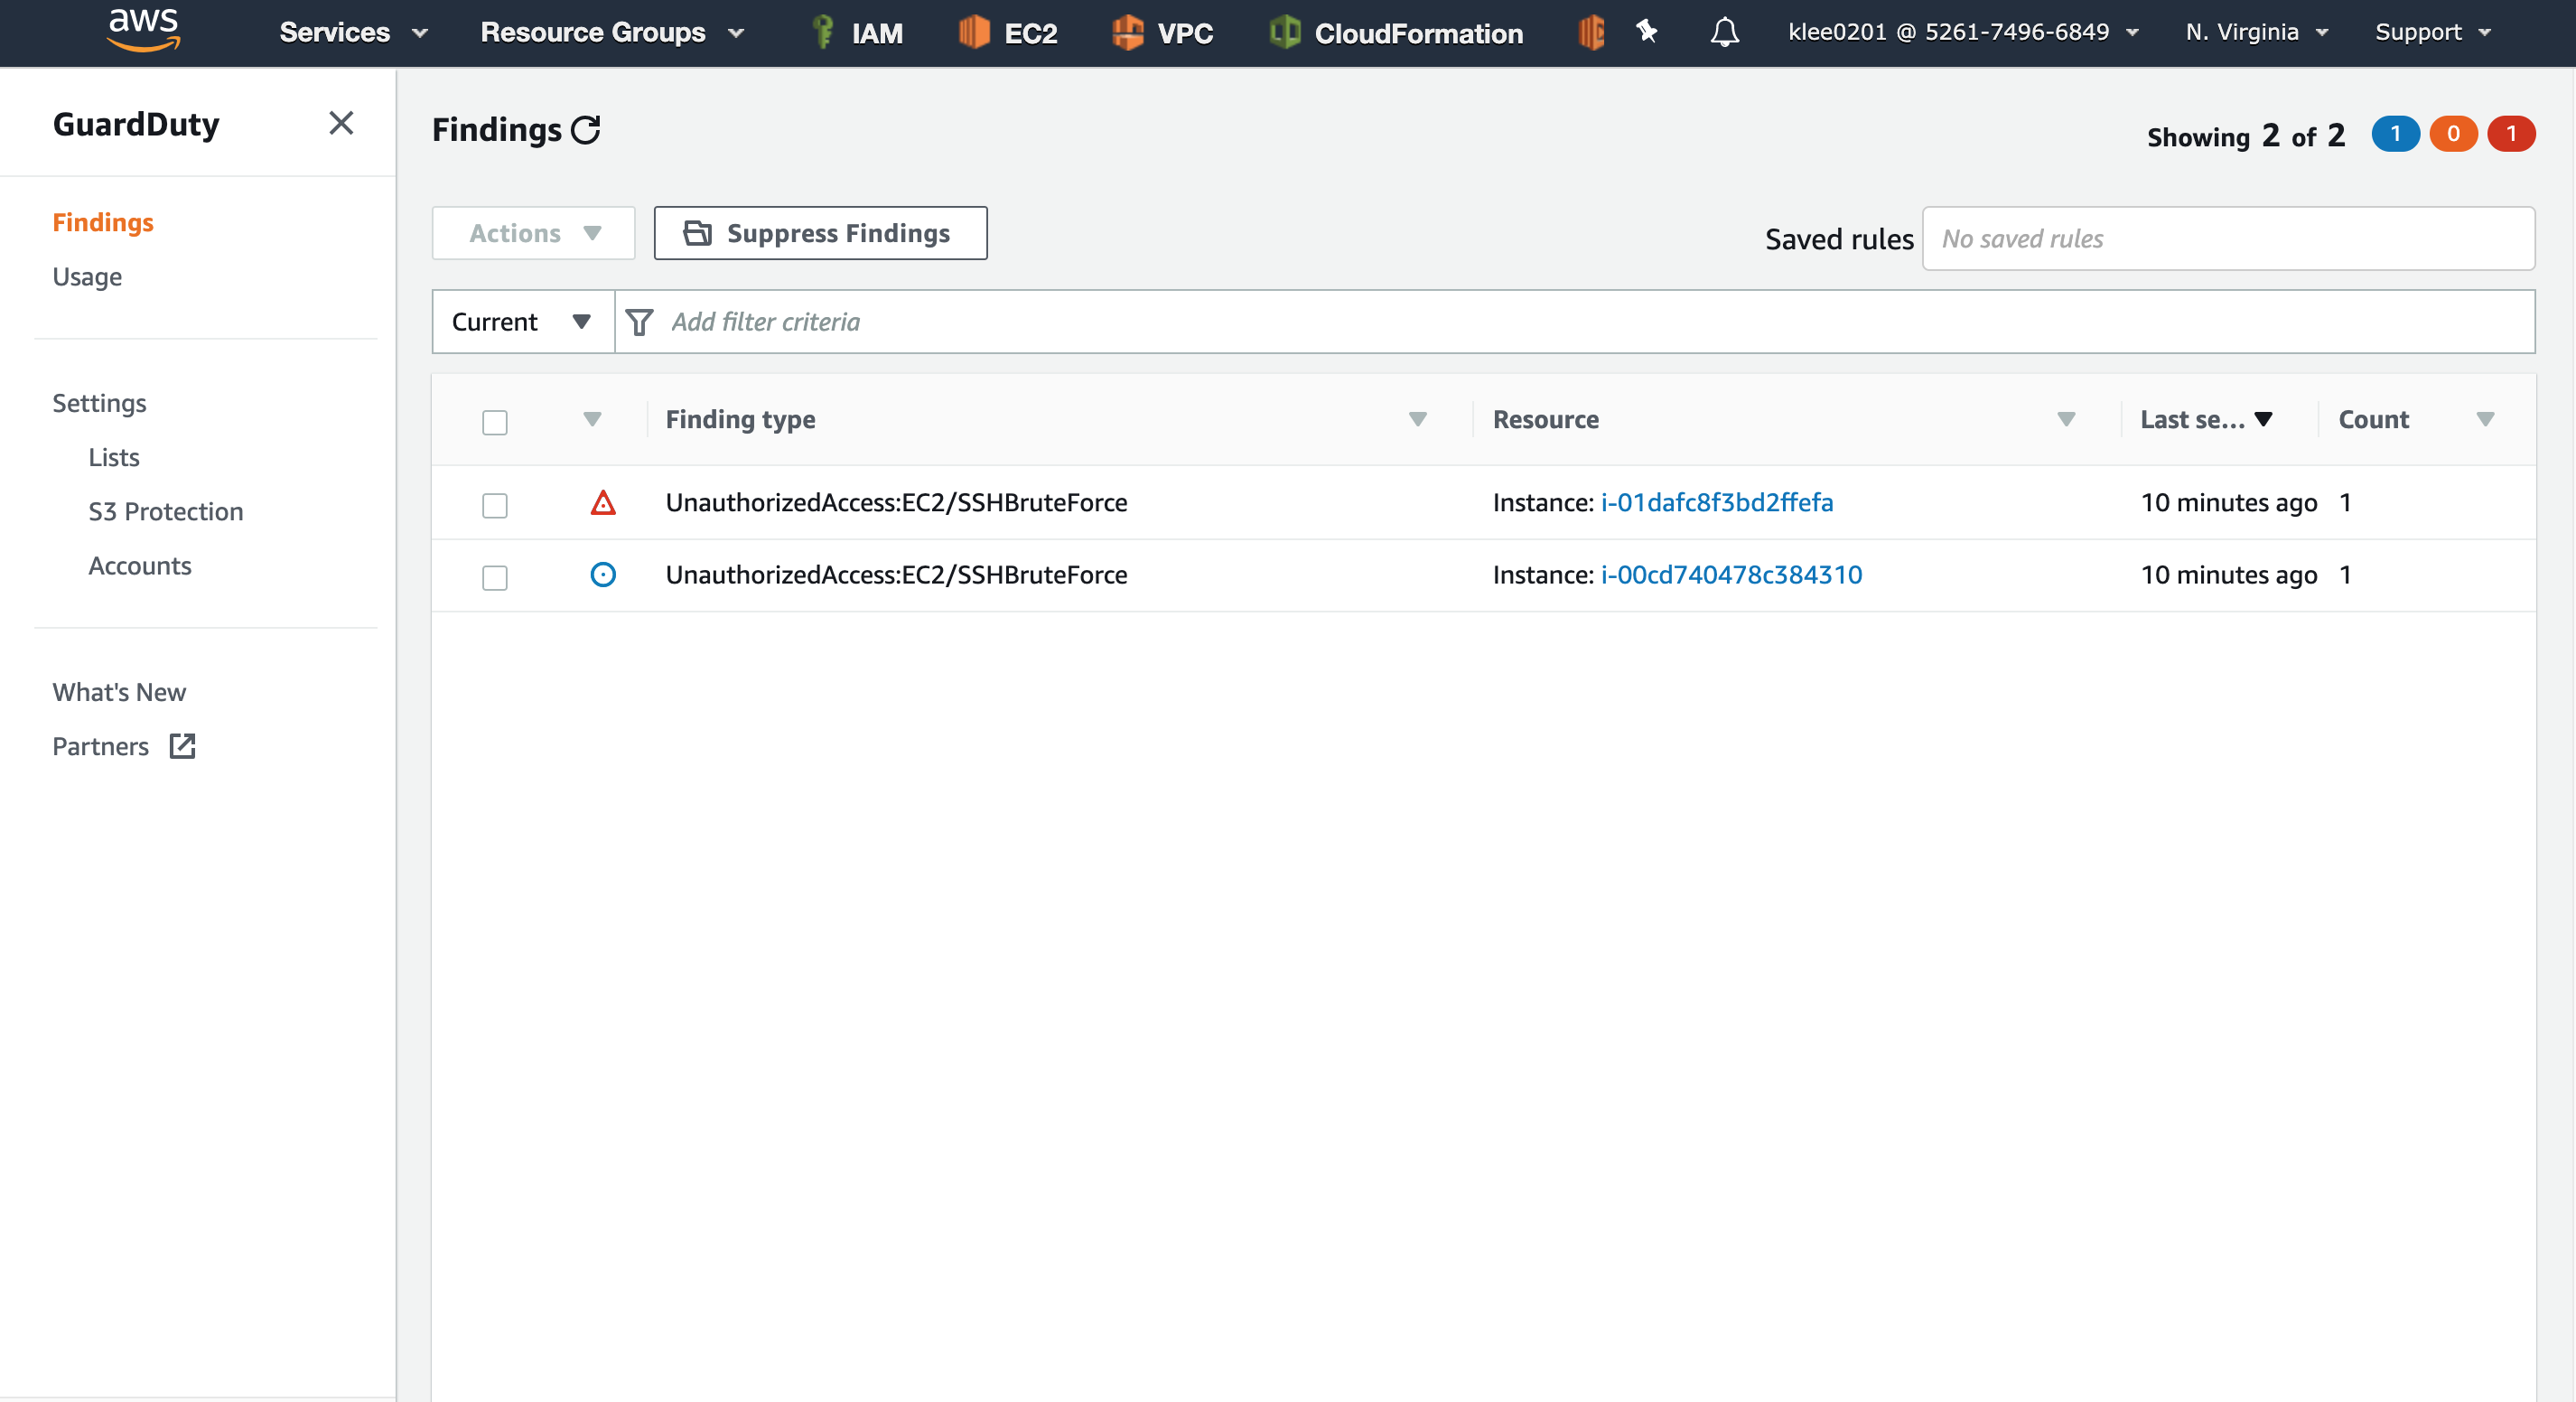 aws Services Resource Groups IAM EC2 VPC CloudFormation klee0201 @ 5261-7496-6849 N. Virginia Support
GuardDuty
Findings
Usage
Settings
Lists
S3 Protection
Accounts
What's New
Partners
Findings
Showing 2 of 2 1 0 1
Actions Suppress Findings Saved rules No saved rules
Current Add filter criteria
Finding type Resource Last se... Count
UnauthorizedAccess:EC2/SSHBruteForce Instance: i-01dafc8f3bd2ffefa 10 minutes ago 1
UnauthorizedAccess:EC2/SSHBruteForce Instance: i-00cd740478c384310 10 minutes ago 1